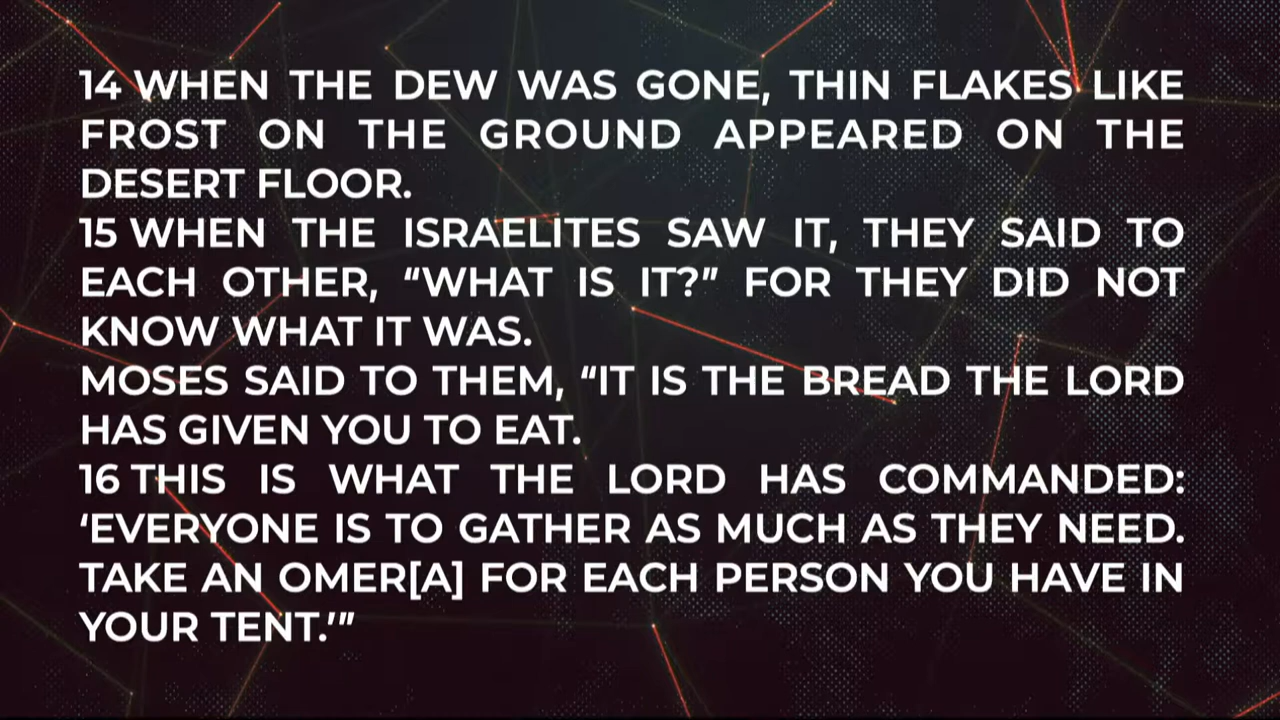 14 WHEN THE DEW WAS GONE, THIN FLAKES LIKE
FROST ON THE GROUND APPEARED ON THE
DESERT FLOOR.
15 WHEN THE ISRAELITES SAW IT, THEY SAID TO
EACH OTHER, “WHAT IS IT?” FOR THEY DID NOT
KNOW WHAT IT WAS.
MOSES SAID TO THEM, “IT IS THE BREAD THE LORD
HAS GIVEN YOU TO EAT.
16 THIS IS WHAT THE LORD HAS COMMANDED:
‘EVERYONE IS TO GATHER AS MUCH AS THEY NEED.
TAKE AN OMER[A] FOR EACH PERSON YOU HAVE IN
YOUR TENT.’”